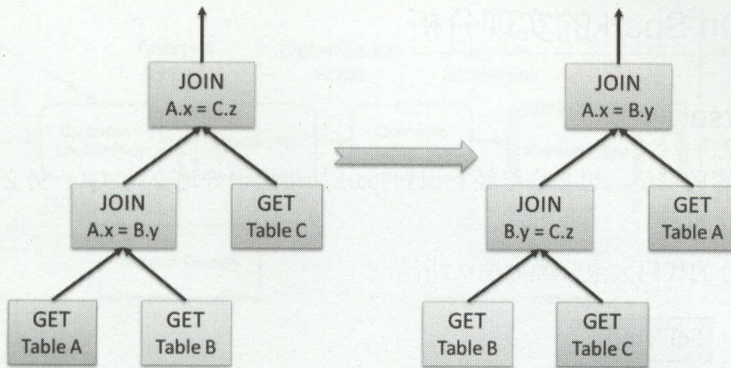 JOIN
A.x = C.z
JOIN
A.x = B.y
GET
Table C
GET
Table A
GET
Table B
JOIN
A.x = B.y
JOIN
B.y = C.z
GET
Table A
GET
Table B
GET
Table C